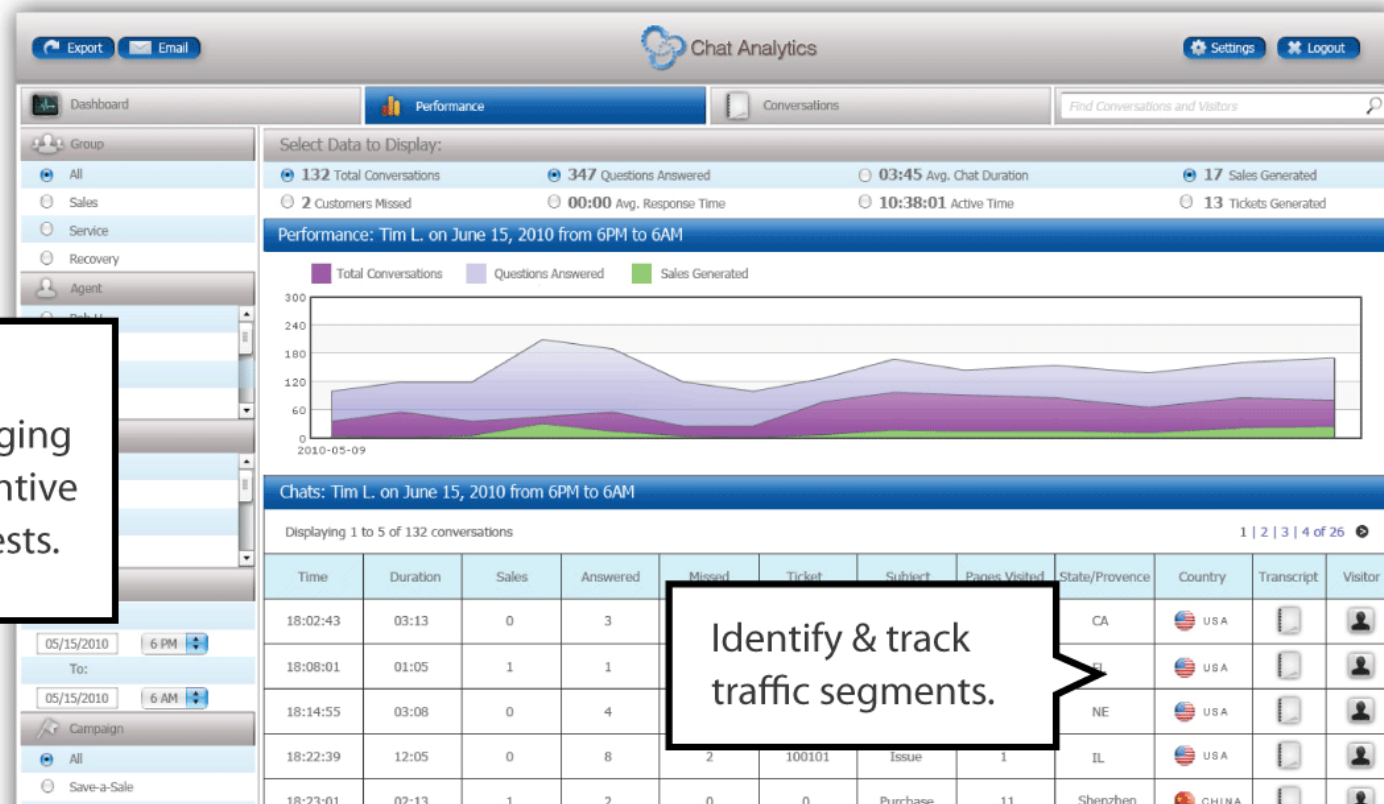 Export Email Chat Analytics Settings Logout
Dashboard Performance Conversations Find Conversations and Visitors
Group
All
Sales
Service
Recovery
Agent
Select Data to Display:
132 Total Conversations 347 Questions Answered 03:45 Avg. Chat Duration 17 Sales Generated
2 Customers Missed 00:00 Avg. Response Time 10:38:01 Active Time 13 Tickets Generated
Performance: Tim L. on June 15, 2010 from 6PM to 6AM
Total Conversations Questions Answered Sales Generated
300
240
180
120
60
0
2010-05-09
ging
ntive
ests.
05/15/2010 6 PM
To:
05/15/2010 6 AM
Campaign
All
Save-a-Sale
Chats: Tim L. on June 15, 2010 from 6PM to 6AM
Displaying 1 to 5 of 132 conversations 1 | 2 | 3 | 4 of 26
Time Duration Sales Answered Missed Ticket Subject Pages Visited State/Provence Country Transcript Visitor
18:02:43 03:13 0 3 CA USA
18:08:01 01:05 1 1 FL USA
18:14:55 03:08 0 4 NE USA
18:22:39 12:05 0 8 2 100101 Issue 1 IL USA
18:23:01 02:13 1 2 0 0 Purchase 11 Shenzhen CHINA
Identify & track
traffic segments.